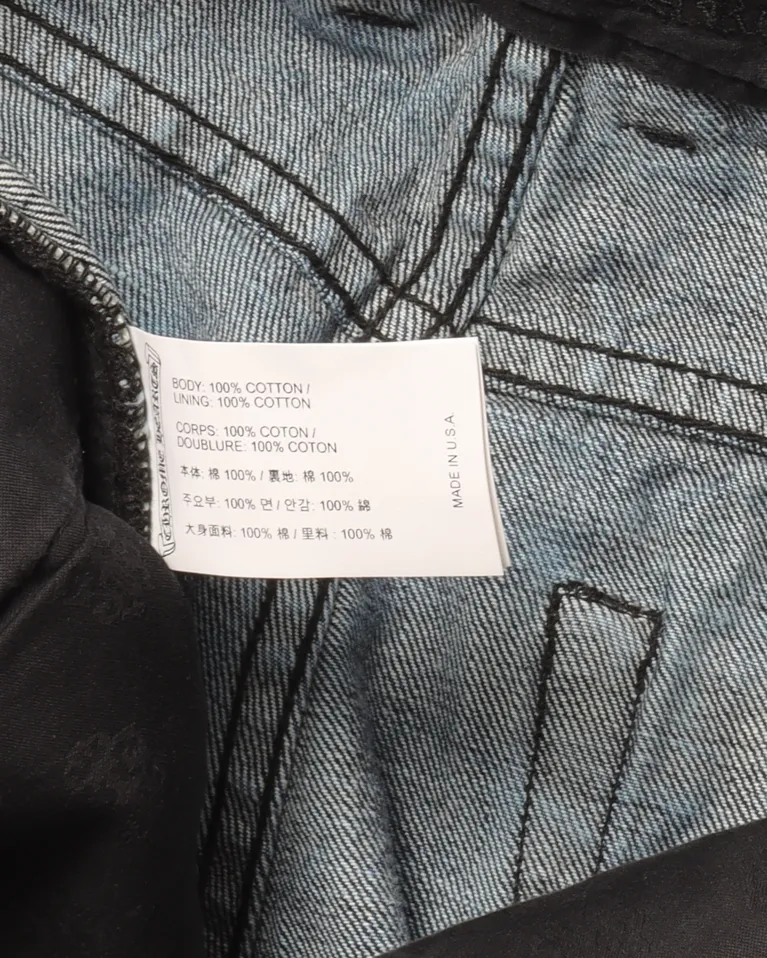 CHROME HEARTS
BODY: 100% COTTON /
LINING: 100% COTTON
CORPS: 100% COTON /
DOUBLURE: 100% COTON
本体: 棉 100% / 裏地: 棉 100%
주요부: 100% 면 / 안감: 100% 綿
大身面料: 100% 棉 / 里料 : 100% 棉
MADE IN U.S.A.